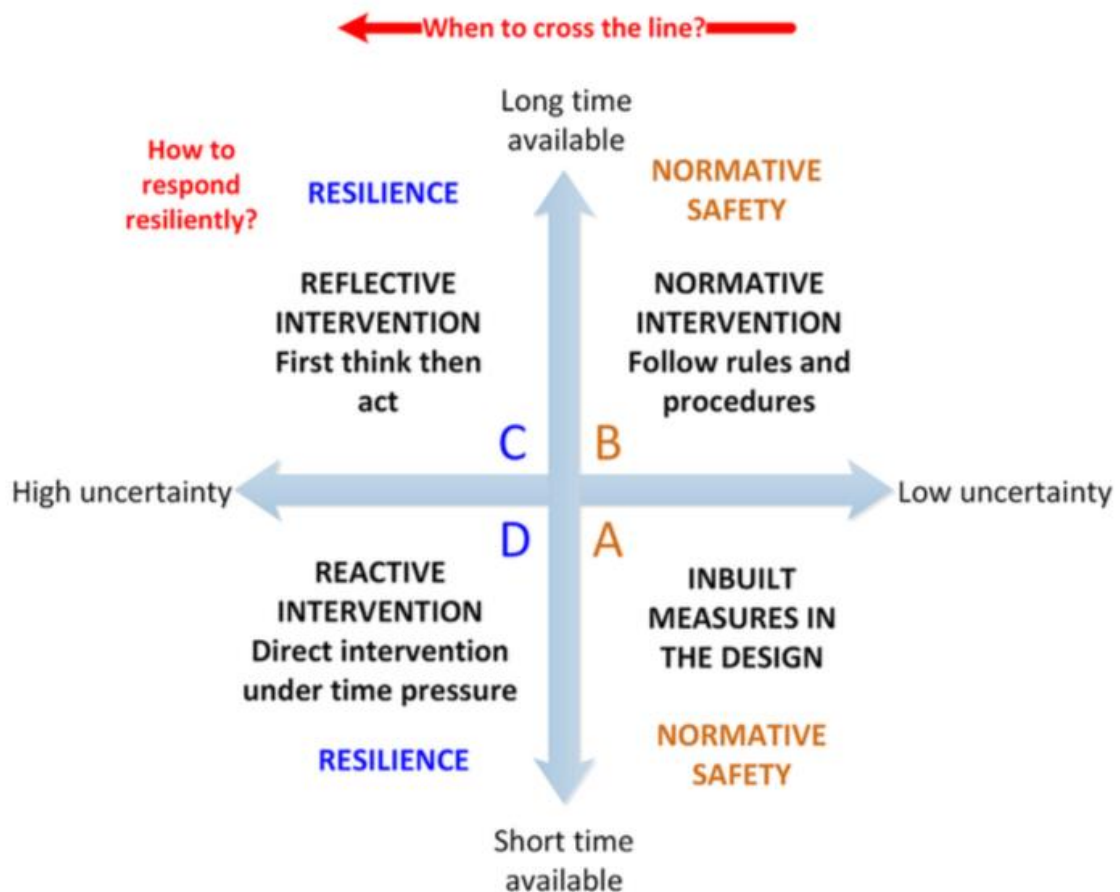 When to cross the line?
Long time
available
How to
respond
resiliently?
RESILIENCE
NORMATIVE
SAFETY
REFLECTIVE
INTERVENTION
First think then
act
NORMATIVE
INTERVENTION
Follow rules and
procedures
C
B
High uncertainty
Low uncertainty
D
A
REACTIVE
INTERVENTION
Direct intervention
under time pressure
INBUILT
MEASURES IN
THE DESIGN
RESILIENCE
NORMATIVE
SAFETY
Short time
available